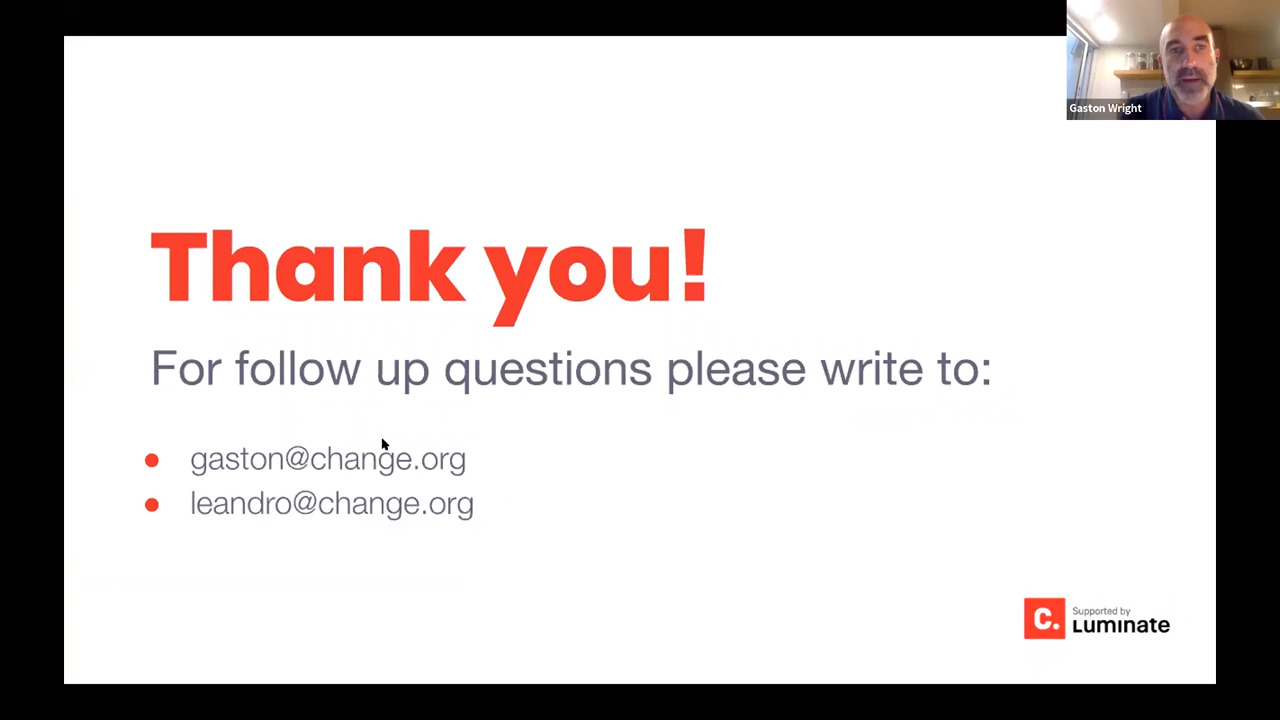 Gaston Wright
Thank you!
For follow up questions please write to:
gaston@change.org
leandro@change.org
C.
Supported by
Luminate